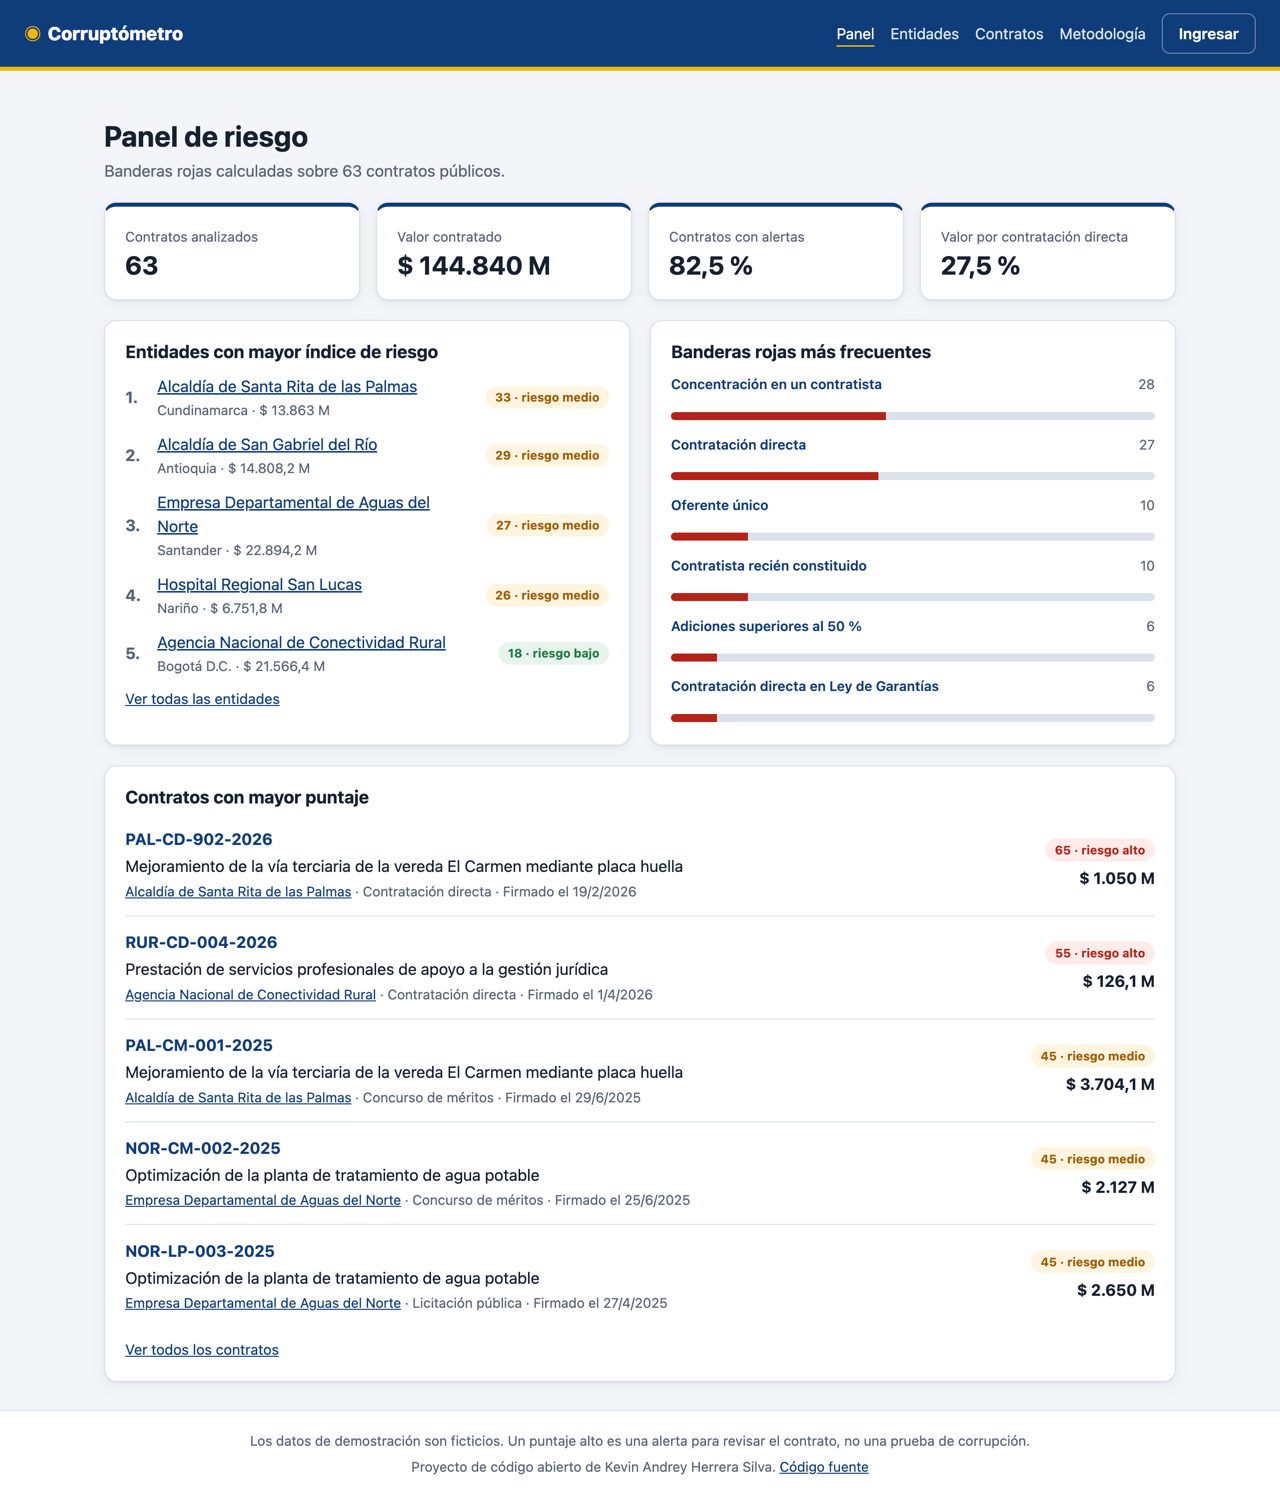 Corruptómetro
Panel
Entidades
Contratos
Metodología
Ingresar
Panel de riesgo
Banderas rojas calculadas sobre 63 contratos públicos.
Contratos analizados
63
Valor contratado
$ 144.840 M
Contratos con alertas
82,5 %
Valor por contratación directa
27,5 %
Entidades con mayor índice de riesgo
1.
Alcaldía de Santa Rita de las Palmas
Cundinamarca · $ 13.863 M
33 · riesgo medio
2.
Alcaldía de San Gabriel del Río
Antioquia · $ 14.808,2 M
29 · riesgo medio
3.
Empresa Departamental de Aguas del
Norte
Santander · $ 22.894,2 M
27 · riesgo medio
4.
Hospital Regional San Lucas
Nariño · $ 6.751,8 M
26 · riesgo medio
5.
Agencia Nacional de Conectividad Rural
Bogotá D.C. · $ 21.566,4 M
18 · riesgo bajo
Ver todas las entidades
Banderas rojas más frecuentes
Concentración en un contratista 28
Contratación directa 27
Oferente único 10
Contratista recién constituido 10
Adiciones superiores al 50 % 6
Contratación directa en Ley de Garantías 6
Contratos con mayor puntaje
PAL-CD-902-2026
Mejoramiento de la vía terciaria de la vereda El Carmen mediante placa huella
Alcaldía de Santa Rita de las Palmas · Contratación directa · Firmado el 19/2/2026
65 · riesgo alto
$ 1.050 M
RUR-CD-004-2026
Prestación de servicios profesionales de apoyo a la gestión jurídica
Agencia Nacional de Conectividad Rural · Contratación directa · Firmado el 1/4/2026
55 · riesgo alto
$ 126,1 M
PAL-CM-001-2025
Mejoramiento de la vía terciaria de la vereda El Carmen mediante placa huella
Alcaldía de Santa Rita de las Palmas · Concurso de méritos · Firmado el 29/6/2025
45 · riesgo medio
$ 3.704,1 M
NOR-CM-002-2025
Optimización de la planta de tratamiento de agua potable
Empresa Departamental de Aguas del Norte · Concurso de méritos · Firmado el 25/6/2025
45 · riesgo medio
$ 2.127 M
NOR-LP-003-2025
Optimización de la planta de tratamiento de agua potable
Empresa Departamental de Aguas del Norte · Licitación pública · Firmado el 27/4/2025
45 · riesgo medio
$ 2.650 M
Ver todos los contratos
Los datos de demostración son ficticios. Un puntaje alto es una alerta para revisar el contrato, no una prueba de corrupción.
Proyecto de código abierto de Kevin Andrey Herrera Silva. Código fuente